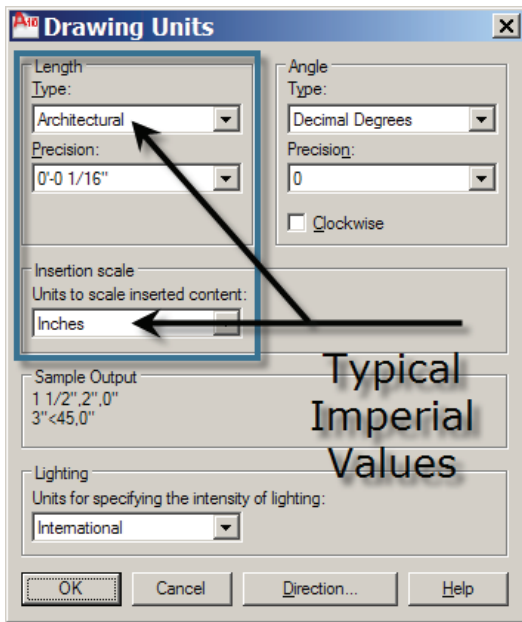 A10 Drawing Units
Length
Type:
Architectural
Precision:
0'-0 1/16"
Angle
Type:
Decimal Degrees
Precision:
0
Clockwise
Insertion scale
Units to scale inserted content:
Inches
Typical
Imperial
Values
Sample Output
1 1/2",2",0"
3"<45,0"
Lighting
Units for specifying the intensity of lighting:
International
OK
Cancel
Direction...
Help